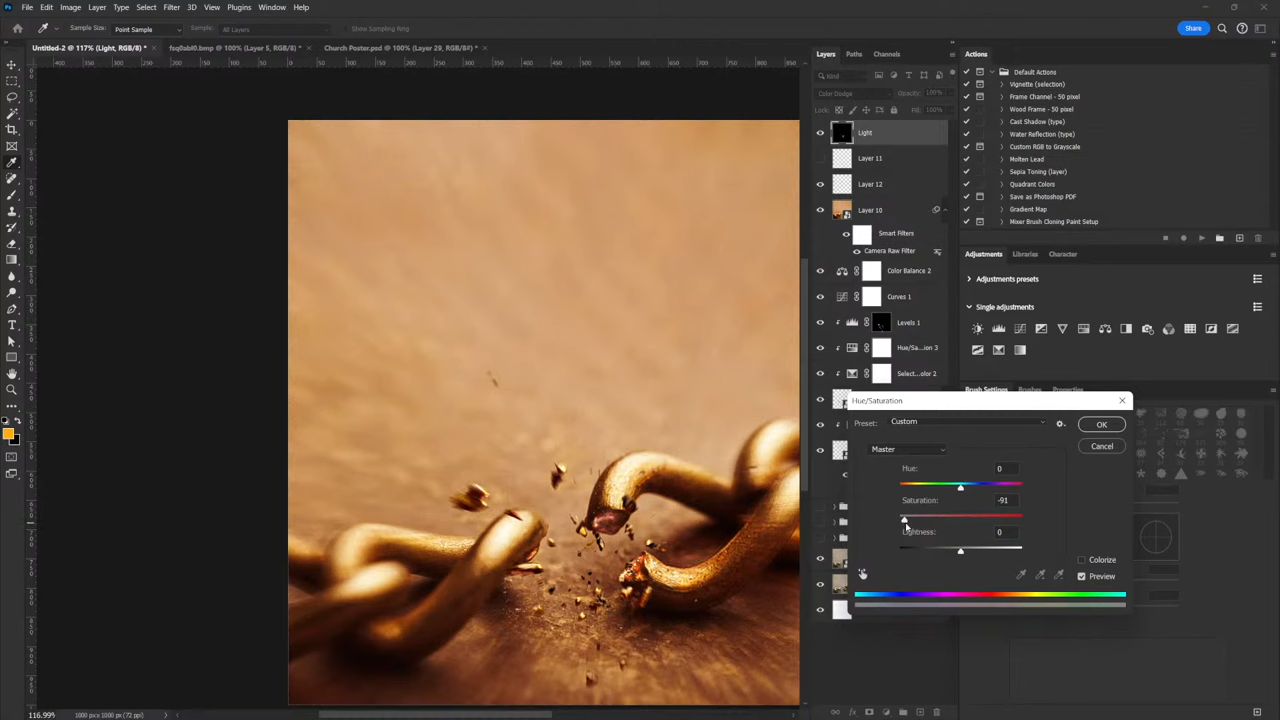 File Edit Image Layer Type Select Filter 3D View Plugins Window Help
Sample Size: Point Sample Sample: All Layers Show Sampling Ring Share
Untitled-2 @ 117% (Light, RGB/8) * × fsq0abl0.bmp @ 100% (Layer 5, RGB/8) * × Church Poster.psd @ 100% (Layer 29, RGB/8#) * ×
Layers Paths Channels
Kind
Color Dodge Opacity: 100%
Lock: Fill: 100%
Light
Layer 11
Layer 12
Layer 10
Smart Filters
Camera Raw Filter
Color Balance 2
Curves 1
Levels 1
Hue/Sa...ion 3
Select...olor 2
Actions
Default Actions
Vignette (selection)
Frame Channel - 50 pixel
Wood Frame - 50 pixel
Cast Shadow (type)
Water Reflection (type)
Custom RGB to Grayscale
Molten Lead
Sepia Toning (layer)
Quadrant Colors
Save as Photoshop PDF
Gradient Map
Mixer Brush Cloning Paint Setup
Adjustments Libraries Character
Adjustments presets
Single adjustments
Brush Settings Brushes Properties
Hue/Saturation
Preset: Custom
OK
Cancel
Master
Hue: 0
Saturation: -91
Lightness: 0
Colorize
Preview
116.99% 1080 px x 1350 px (72 ppi)